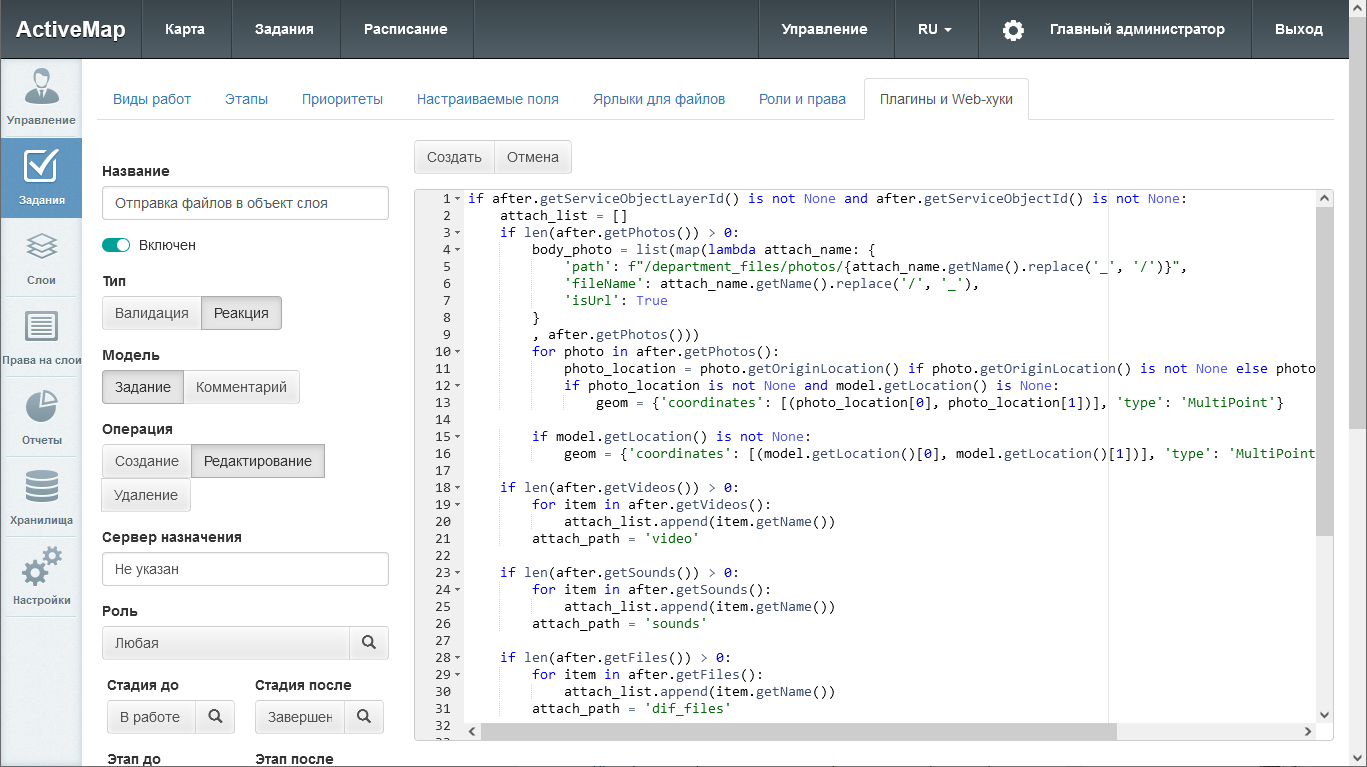 ActiveMap Карта Задания Расписание Управление RU Главный администратор Выход
Управление
Задания
Слои
Права на слои
Отчеты
Хранилища
Настройки
Виды работ Этапы Приоритеты Настраиваемые поля Ярлыки для файлов Роли и права Плагины и Web-хуки
Название
Отправка файлов в объект слоя
Включен
Тип
Валидация Реакция
Модель
Задание Комментарий
Операция
Создание Редактирование
Удаление
Сервер назначения
Не указан
Роль
Любая
Стадия до Стадия после
В работе Завершен
Этап до Этап после
Создать Отмена
1 if after.getServiceObjectLayerId() is not None and after.getServiceObjectId() is not None:
2     attach_list = []
3     if len(after.getPhotos()) > 0:
4         body_photo = list(map(lambda attach_name: {
5             'path': f"/department_files/photos/{attach_name.getName().replace('_', '/')}",
6             'fileName': attach_name.getName().replace('/', '_'),
7             'isUrl': True
8         }
9         , after.getPhotos()))
10         for photo in after.getPhotos():
11             photo_location = photo.getOriginLocation() if photo.getOriginLocation() is not None else photo
12             if photo_location is not None and model.getLocation() is None:
13                 geom = {'coordinates': [(photo_location[0], photo_location[1])], 'type': 'MultiPoint'}
14
15         if model.getLocation() is not None:
16             geom = {'coordinates': [(model.getLocation()[0], model.getLocation()[1])], 'type': 'MultiPoint
17
18     if len(after.getVideos()) > 0:
19         for item in after.getVideos():
20             attach_list.append(item.getName())
21         attach_path = 'video'
22
23     if len(after.getSounds()) > 0:
24         for item in after.getSounds():
25             attach_list.append(item.getName())
26         attach_path = 'sounds'
27
28     if len(after.getFiles()) > 0:
29         for item in after.getFiles():
30             attach_list.append(item.getName())
31         attach_path = 'dif_files'
32